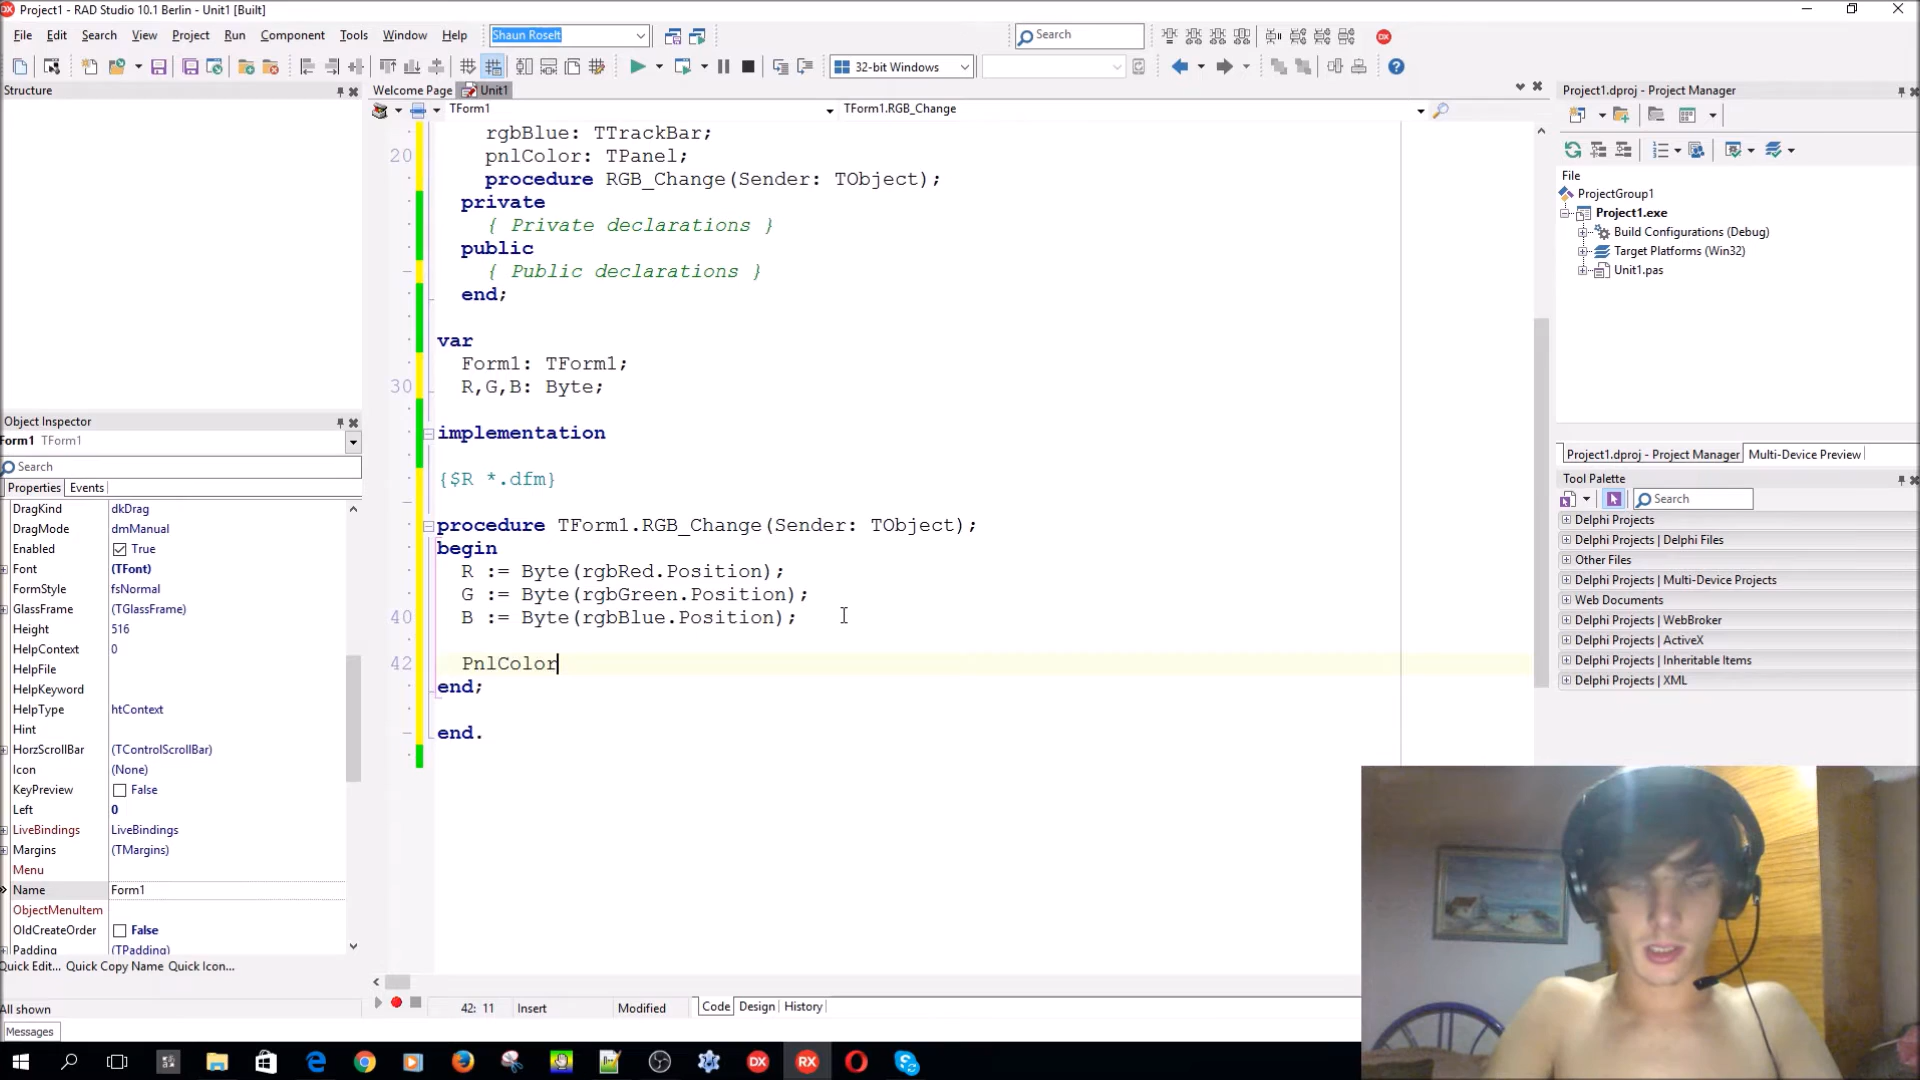 Project1 - RAD Studio 10.1 Berlin - Unit1 [Built]
File Edit Search View Project Run Component Tools Window Help Shaun Roselt Search
32-bit Windows
Structure
Welcome Page Unit1
TForm1 TForm1.RGB_Change
rgbBlue: TTrackBar;
20 pnlColor: TPanel;
procedure RGB_Change(Sender: TObject);
private
{ Private declarations }
public
{ Public declarations }
end;
var
Form1: TForm1;
30 R,G,B: Byte;
implementation
{$R *.dfm}
procedure TForm1.RGB_Change(Sender: TObject);
begin
R := Byte(rgbRed.Position);
G := Byte(rgbGreen.Position);
40 B := Byte(rgbBlue.Position);
42 PnlColor
end;
end.
42: 11 Insert Modified Code Design History
Object Inspector
Form1 TForm1
Search
Properties Events
DragKind dkDrag
DragMode dmManual
Enabled True
Font (TFont)
FormStyle fsNormal
GlassFrame (TGlassFrame)
Height 516
HelpContext 0
HelpFile
HelpKeyword
HelpType htContext
Hint
HorzScrollBar (TControlScrollBar)
Icon (None)
KeyPreview False
Left 0
LiveBindings LiveBindings
Margins (TMargins)
Menu
Name Form1
ObjectMenuItem
OldCreateOrder False
Padding (TPadding)
Quick Edit... Quick Copy Name Quick Icon...
All shown
Messages
Project1.dproj - Project Manager
File
ProjectGroup1
Project1.exe
Build Configurations (Debug)
Target Platforms (Win32)
Unit1.pas
Project1.dproj - Project Manager Multi-Device Preview
Tool Palette
Search
Delphi Projects
Delphi Projects | Delphi Files
Other Files
Delphi Projects | Multi-Device Projects
Web Documents
Delphi Projects | WebBroker
Delphi Projects | ActiveX
Delphi Projects | Inheritable Items
Delphi Projects | XML
DX
DX
RX